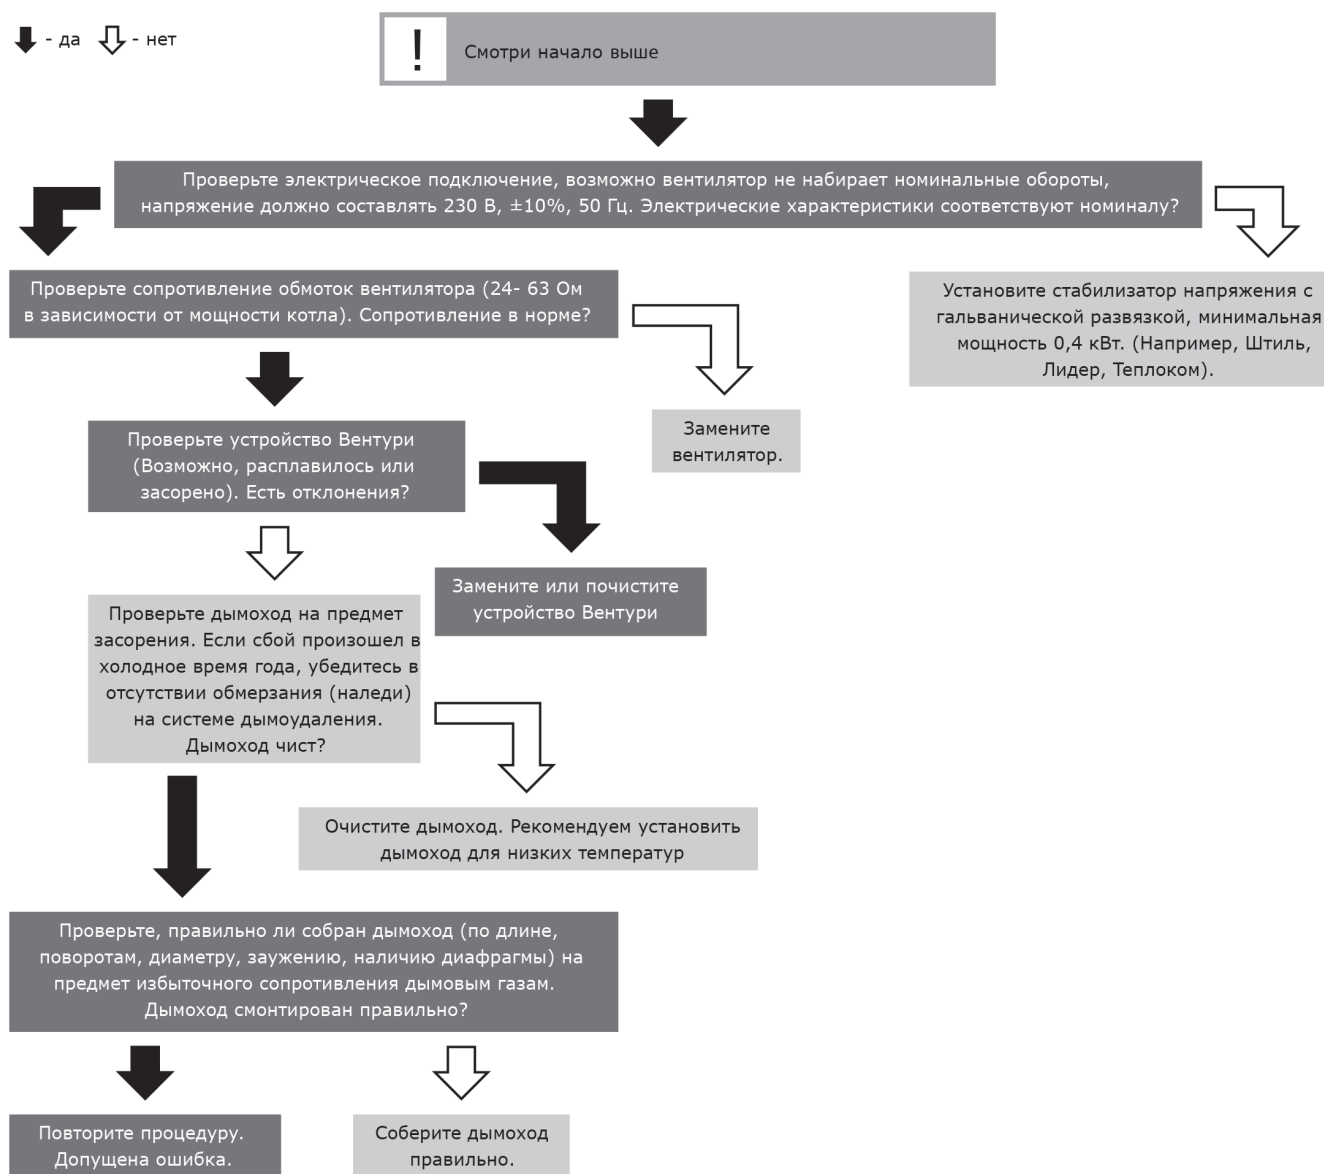 - да - нет
! Смотри начало выше
Проверьте электрическое подключение, возможно вентилятор не набирает номинальные обороты,
напряжение должно составлять 230 В, ±10%, 50 Гц. Электрические характеристики соответствуют номиналу?
Проверьте сопротивление обмоток вентилятора (24- 63 Ом
в зависимости от мощности котла). Сопротивление в норме?
Установите стабилизатор напряжения с
гальванической развязкой, минимальная
мощность 0,4 кВт. (Например, Штиль,
Лидер, Теплоком).
Замените
вентилятор.
Проверьте устройство Вентури
(Возможно, расплавилось или
засорено). Есть отклонения?
Замените или почистите
устройство Вентури
Проверьте дымоход на предмет
засорения. Если сбой произошел в
холодное время года, убедитесь в
отсутствии обмерзания (наледи)
на системе дымоудаления.
Дымоход чист?
Очистите дымоход. Рекомендуем установить
дымоход для низких температур
Проверьте, правильно ли собран дымоход (по длине,
поворотам, диаметру, заужению, наличию диафрагмы) на
предмет избыточного сопротивления дымовым газам.
Дымоход смонтирован правильно?
Повторите процедуру.
Допущена ошибка.
Соберите дымоход
правильно.